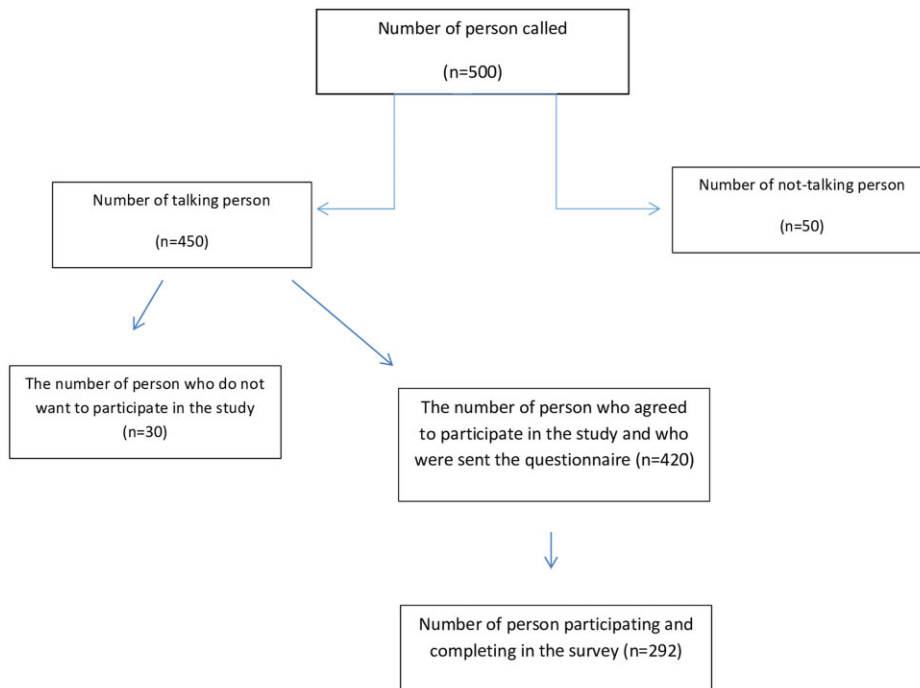 Number of person called
(n=500)
Number of talking person
(n=450)
Number of not-talking person
(n=50)
The number of person who do not
want to participate in the study
(n=30)
The number of person who agreed
to participate in the study and who
were sent the questionnaire (n=420)
Number of person participating and
completing in the survey (n=292)